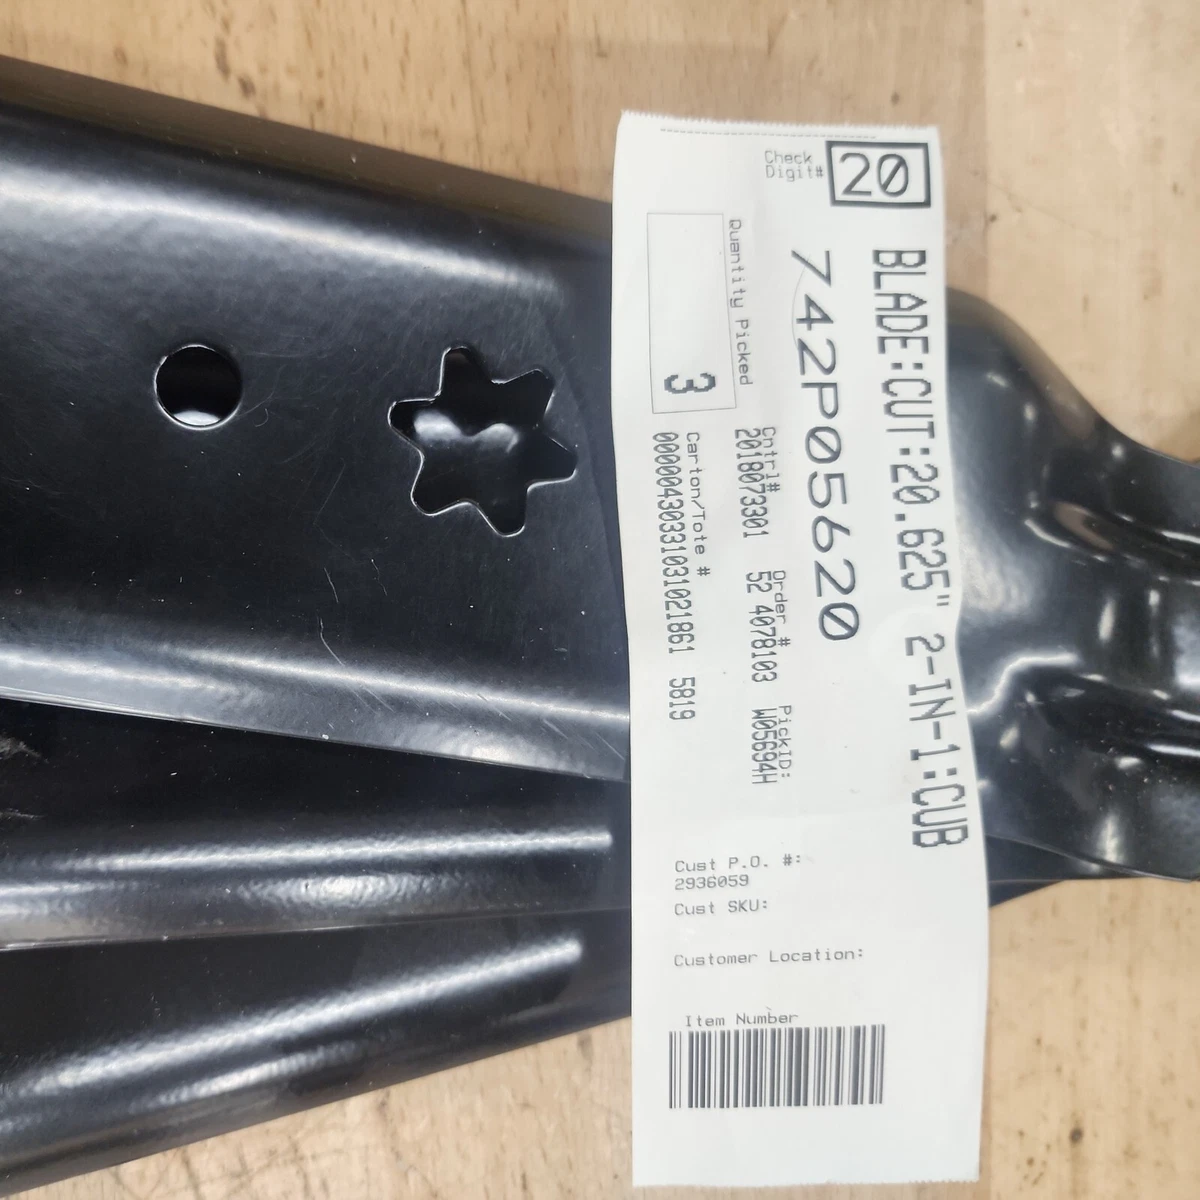 Check
Digit#
20
BLADE:CUT:20.625" 2-IN-1:CUB
742P05620
Quantity Picked
3
Cntrl#
2018073301
Order #
52 4078103
PickID:
W05694H
Carton/Tote #
00000430331031021861 5819
Cust P.O. #:
2936059
Cust SKU:
Customer Location:
Item Number